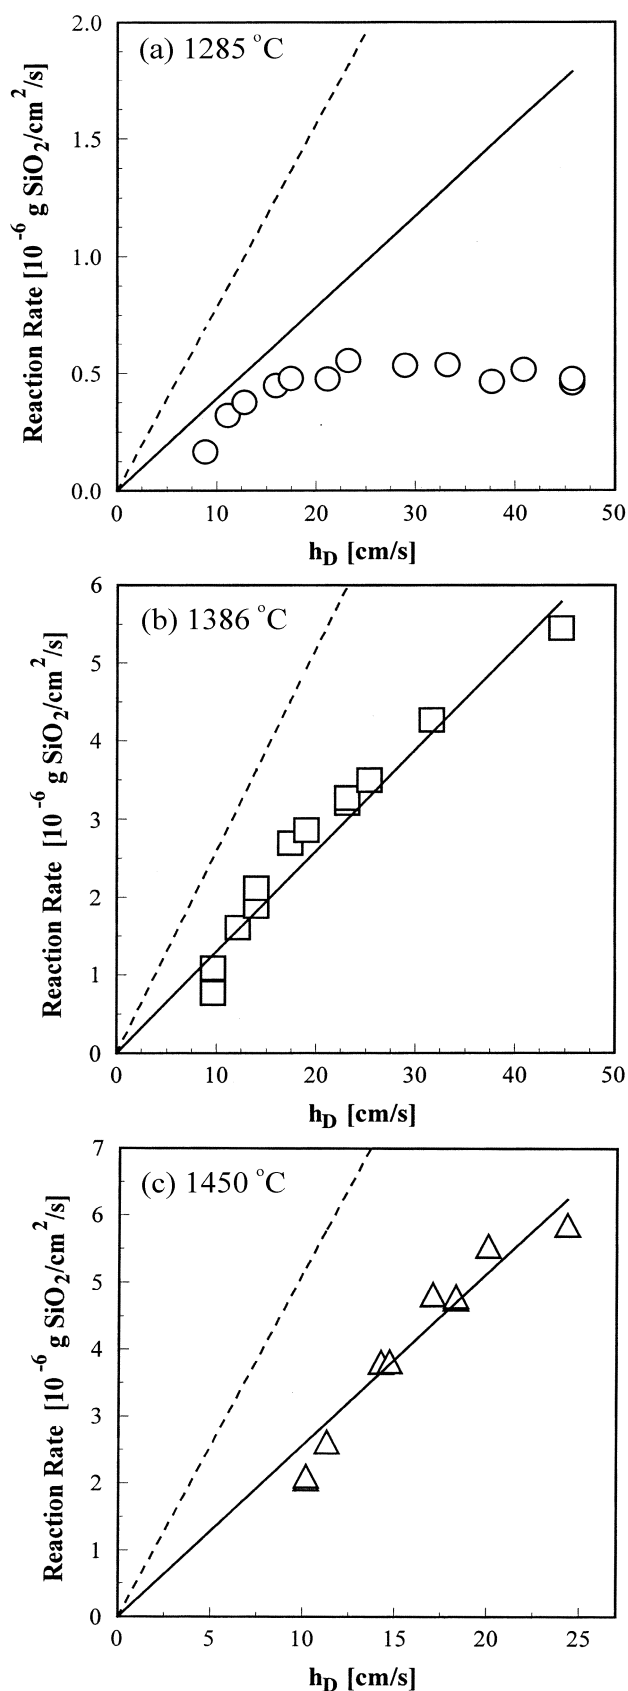 (a) 1285 °C
Reaction Rate [10⁻⁶ g SiO₂/cm²/s]
2.0
1.5
1.0
0.5
0.0
0 10 20 30 40 50
h_D [cm/s]
(b) 1386 °C
Reaction Rate [10⁻⁶ g SiO₂/cm²/s]
6
5
4
3
2
1
0
0 10 20 30 40 50
h_D [cm/s]
(c) 1450 °C
Reaction Rate [10⁻⁶ g SiO₂/cm²/s]
7
6
5
4
3
2
1
0
0 5 10 15 20 25
h_D [cm/s]